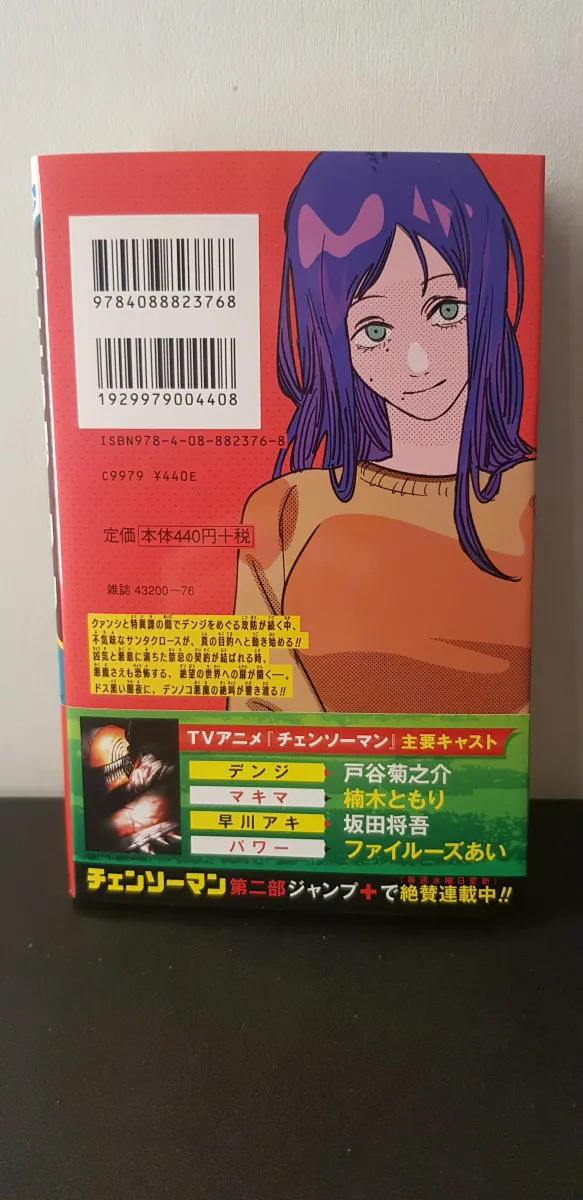 9784088823768
1929979004408
ISBN978-4-08-882376-8
C9979 ¥440E
定価 本体440円+税
雑誌 43200-76
クァンシと特異課の間でデンジをめぐる攻防が続く中、
不気味なサンタクロースが、真の目的へと動き始める!!
凶気と悪意に満ちた禁忌の契約が結ばれる時、
悪魔さえも恐怖する、絶望の世界への扉が開く―。
ドス黒い闇夜に、デンノコ悪魔の絶叫が響き渡る!!
TVアニメ『チェンソーマン』主要キャスト
デンジ 戸谷菊之介
マキマ 楠木ともり
早川アキ 坂田将吾
パワー ファイルーズあい
(毎週水曜日更新)
チェンソーマン 第二部 ジャンプ+で絶賛連載中!!